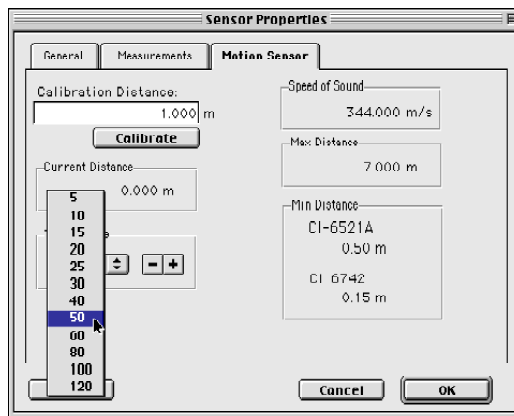 Sensor Properties
General
Measurements
Motion Sensor
Calibration Distance:
1.000 m
Calibrate
Current Distance
0.000 m
5
10
15
20
25
30
40
50
60
80
100
120
- +
Speed of Sound
344.000 m/s
Max Distance
7.000 m
Min Distance
CI-6521A
0.50 m
CI-6742
0.15 m
Cancel
OK